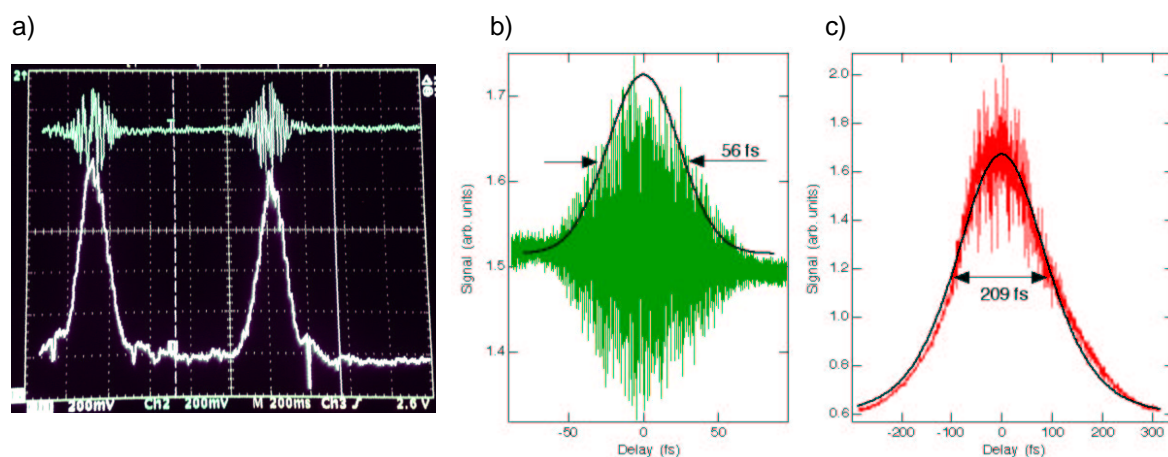 a)
b)
c)
2↑
200mV Ch2 200mV M 200ms Ch3 2.6 V
Signal (arb. units)
1.7
1.6
1.5
1.4
56 fs
-50 0 50
Delay (fs)
Signal (arb. units)
2.0
1.8
1.6
1.4
1.2
1.0
0.8
0.6
209 fs
-200 -100 0 100 200 300
Delay (fs)